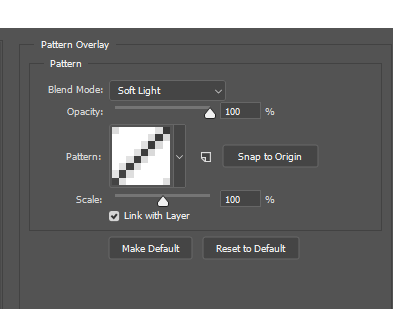 Pattern Overlay
Pattern
Blend Mode: Soft Light
Opacity: 100 %
Pattern: Snap to Origin
Scale: 100 %
Link with Layer
Make Default Reset to Default